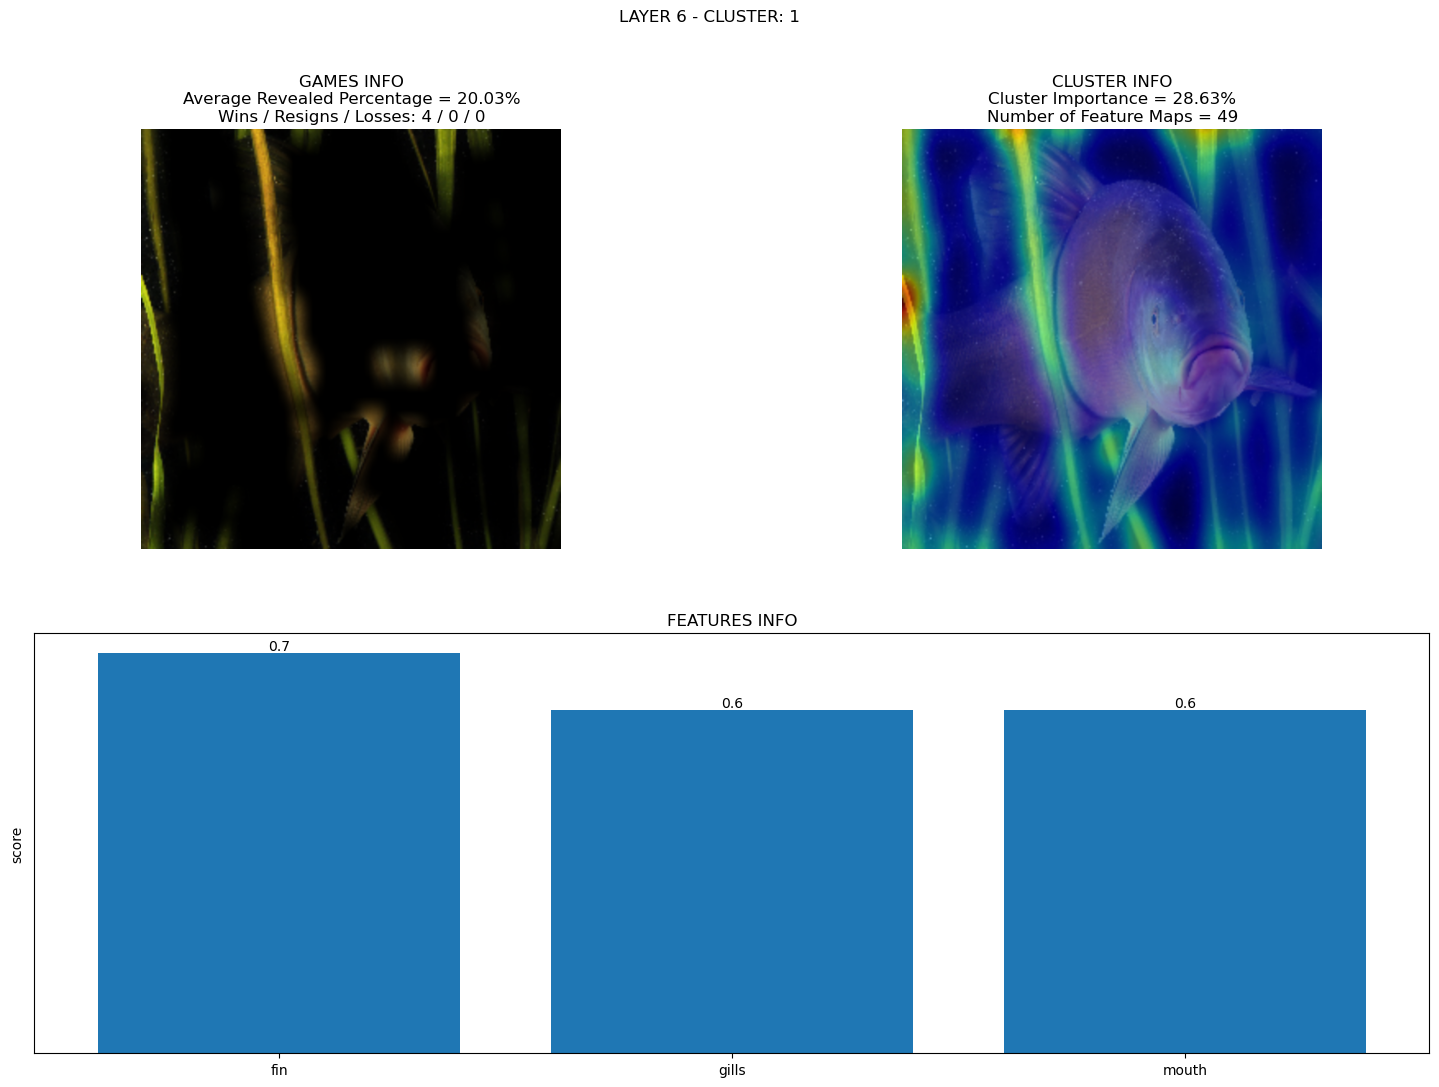 LAYER 6 - CLUSTER: 1
GAMES INFO
Average Revealed Percentage = 20.03%
Wins / Resigns / Losses: 4 / 0 / 0
CLUSTER INFO
Cluster Importance = 28.63%
Number of Feature Maps = 49
FEATURES INFO
score
0.7
0.6
0.6
fin
gills
mouth